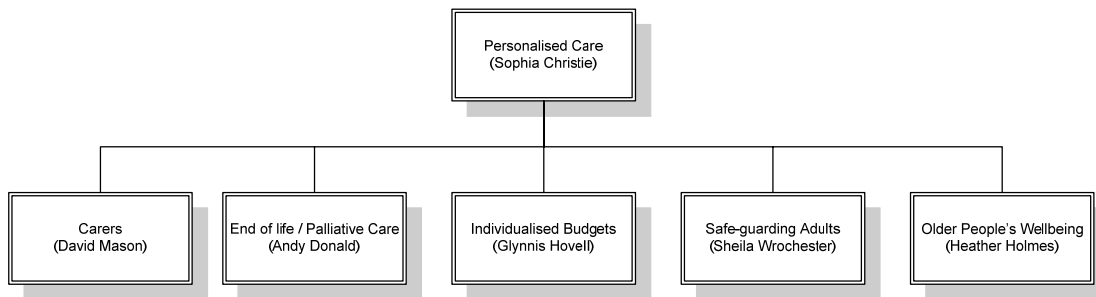 Personalised Care
(Sophia Christie)
Carers
(David Mason)
End of life / Palliative Care
(Andy Donald)
Individualised Budgets
(Glynnis Hovell)
Safe-guarding Adults
(Sheila Wrochester)
Older People's Wellbeing
(Heather Holmes)